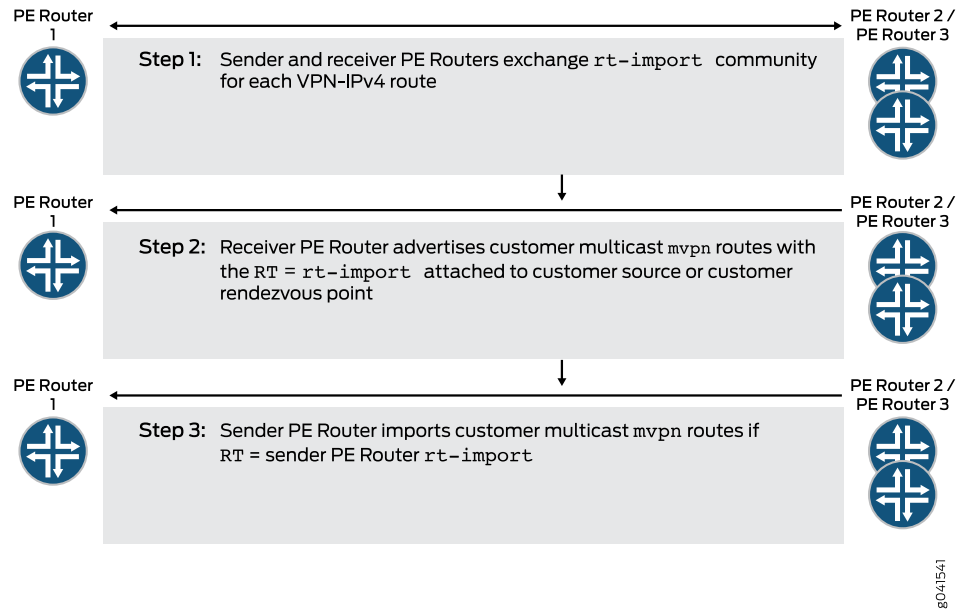 PE Router
1
PE Router 2 /
PE Router 3
Step 1: Sender and receiver PE Routers exchange rt-import community
for each VPN-IPv4 route
PE Router
1
PE Router 2 /
PE Router 3
Step 2: Receiver PE Router advertises customer multicast mvpn routes with
the RT = rt-import attached to customer source or customer
rendezvous point
PE Router
1
PE Router 2 /
PE Router 3
Step 3: Sender PE Router imports customer multicast mvpn routes if
RT = sender PE Router rt-import
g041541